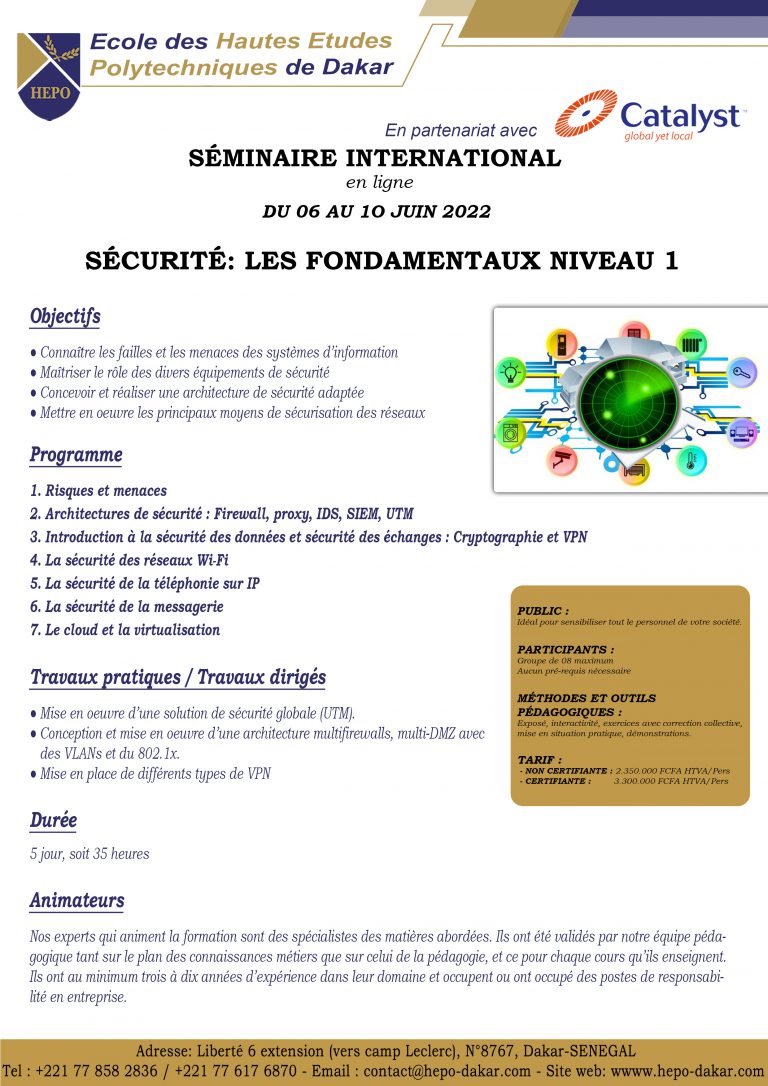 Ecole des Hautes Etudes
Polytechniques de Dakar
HEPO
En partenariat avec
Catalyst™
global yet local
SÉMINAIRE INTERNATIONAL
en ligne
DU 06 AU 1O JUIN 2022
SÉCURITÉ: LES FONDAMENTAUX NIVEAU 1
Objectifs
● Connaître les failles et les menaces des systèmes d'information
● Maîtriser le rôle des divers équipements de sécurité
● Concevoir et réaliser une architecture de sécurité adaptée
● Mettre en oeuvre les principaux moyens de sécurisation des réseaux
Programme
1. Risques et menaces
2. Architectures de sécurité : Firewall, proxy, IDS, SIEM, UTM
3. Introduction à la sécurité des données et sécurité des échanges : Cryptographie et VPN
4. La sécurité des réseaux Wi-Fi
5. La sécurité de la téléphonie sur IP
6. La sécurité de la messagerie
7. Le cloud et la virtualisation
PUBLIC :
Idéal pour sensibiliser tout le personnel de votre société.
PARTICIPANTS :
Groupe de 08 maximum
Aucun pré-requis nécessaire
MÉTHODES ET OUTILS
PÉDAGOGIQUES :
Exposé, interactivité, exercices avec correction collective,
mise en situation pratique, démonstrations.
TARIF :
- NON CERTIFIANTE : 2.350.000 FCFA HTVA/Pers
- CERTIFIANTE : 3.300.000 FCFA HTVA/Pers
Travaux pratiques / Travaux dirigés
● Mise en oeuvre d'une solution de sécurité globale (UTM).
● Conception et mise en oeuvre d'une architecture multifirewalls, multi-DMZ avec
des VLANs et du 802.1x.
● Mise en place de différents types de VPN
Durée
5 jour, soit 35 heures
Animateurs
Nos experts qui animent la formation sont des spécialistes des matières abordées. Ils ont été validés par notre équipe péda-
gogique tant sur le plan des connaissances métiers que sur celui de la pédagogie, et ce pour chaque cours qu'ils enseignent.
Ils ont au minimum trois à dix années d'expérience dans leur domaine et occupent ou ont occupé des postes de responsabi-
lité en entreprise.
Adresse: Liberté 6 extension (vers camp Leclerc), N°8767, Dakar-SENEGAL
Tel : +221 77 858 2836 / +221 77 617 6870 - Email : contact@hepo-dakar.com - Site web: wwww.hepo-dakar.com